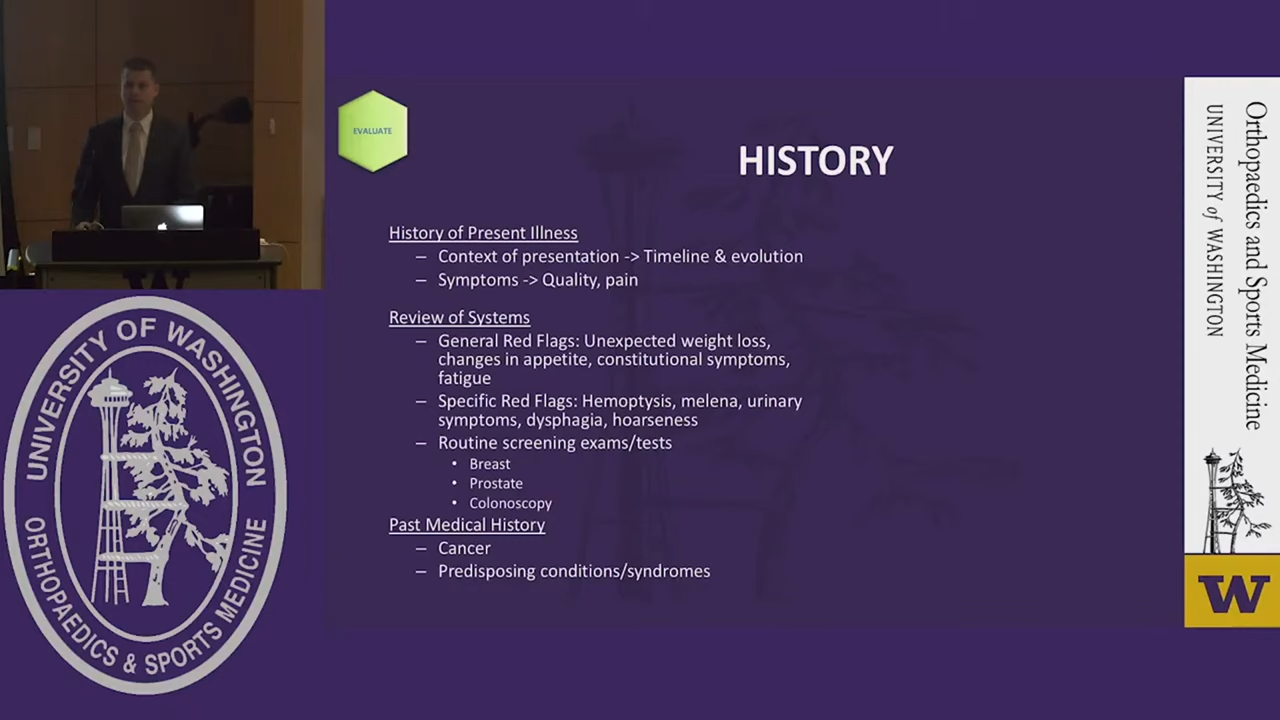 EVALUATE
HISTORY
History of Present Illness
– Context of presentation -> Timeline & evolution
– Symptoms -> Quality, pain
Review of Systems
– General Red Flags: Unexpected weight loss,
changes in appetite, constitutional symptoms,
fatigue
– Specific Red Flags: Hemoptysis, melena, urinary
symptoms, dysphagia, hoarseness
– Routine screening exams/tests
• Breast
• Prostate
• Colonoscopy
Past Medical History
– Cancer
– Predisposing conditions/syndromes
UNIVERSITY OF WASHINGTON
ORTHOPAEDICS & SPORTS MEDICINE
Orthopaedics and Sports Medicine
UNIVERSITY of WASHINGTON
W